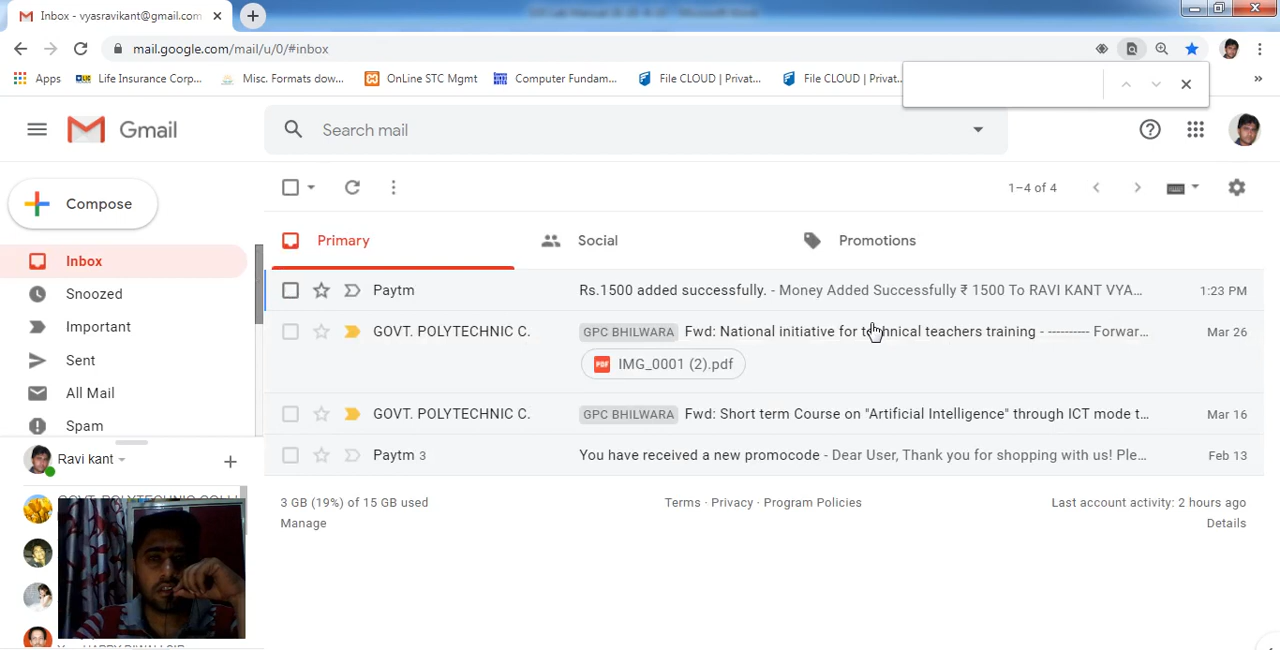 Inbox - vyasravikant@gmail.com
mail.google.com/mail/u/0/#inbox
Apps Life Insurance Corp... Misc. Formats dow... OnLine STC Mgmt Computer Fundam... File CLOUD | Privat... File CLOUD | Privat... »
Gmail
Search mail
Compose
1–4 of 4
Inbox
Snoozed
Important
Sent
All Mail
Spam
Primary
Social
Promotions
Paytm Rs.1500 added successfully. - Money Added Successfully ₹ 1500 To RAVI KANT VYA... 1:23 PM
GOVT. POLYTECHNIC C. GPC BHILWARA Fwd: National initiative for technical teachers training - ---------- Forwar... Mar 26
PDF IMG_0001 (2).pdf
GOVT. POLYTECHNIC C. GPC BHILWARA Fwd: Short term Course on "Artificial Intelligence" through ICT mode t... Mar 16
Paytm 3 You have received a new promocode - Dear User, Thank you for shopping with us! Ple... Feb 13
Ravi kant
3 GB (19%) of 15 GB used
Manage
Terms · Privacy · Program Policies
Last account activity: 2 hours ago
Details